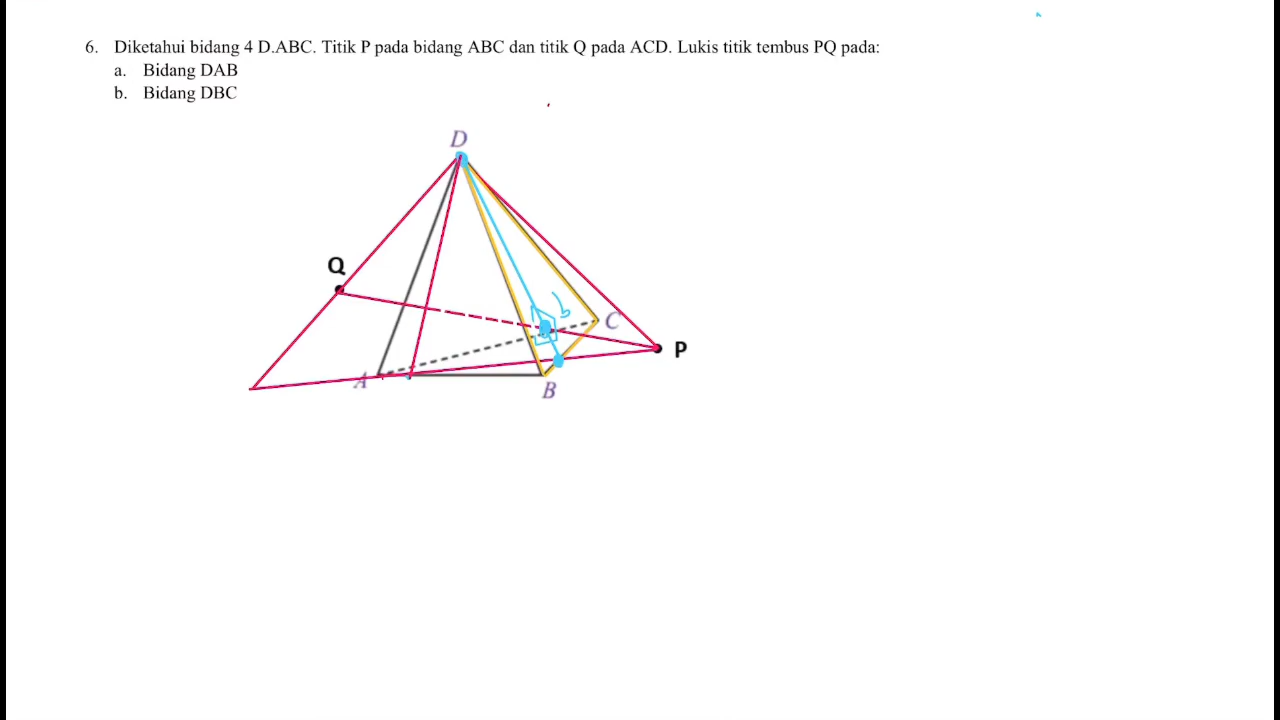 6. Diketahui bidang 4 D.ABC. Titik P pada bidang ABC dan titik Q pada ACD. Lukis titik tembus PQ pada:
a. Bidang DAB
b. Bidang DBC
D
Q
b
C
P
A
B